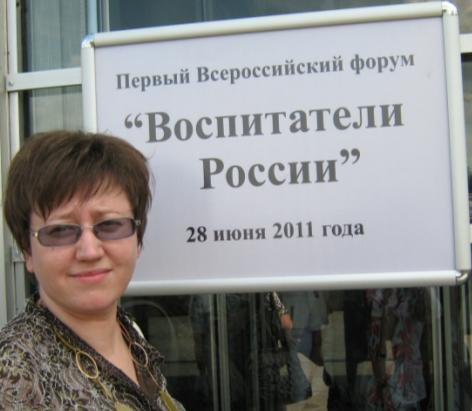 Первый Всероссийский форум
“Воспитатели
России”
28 июня 2011 года